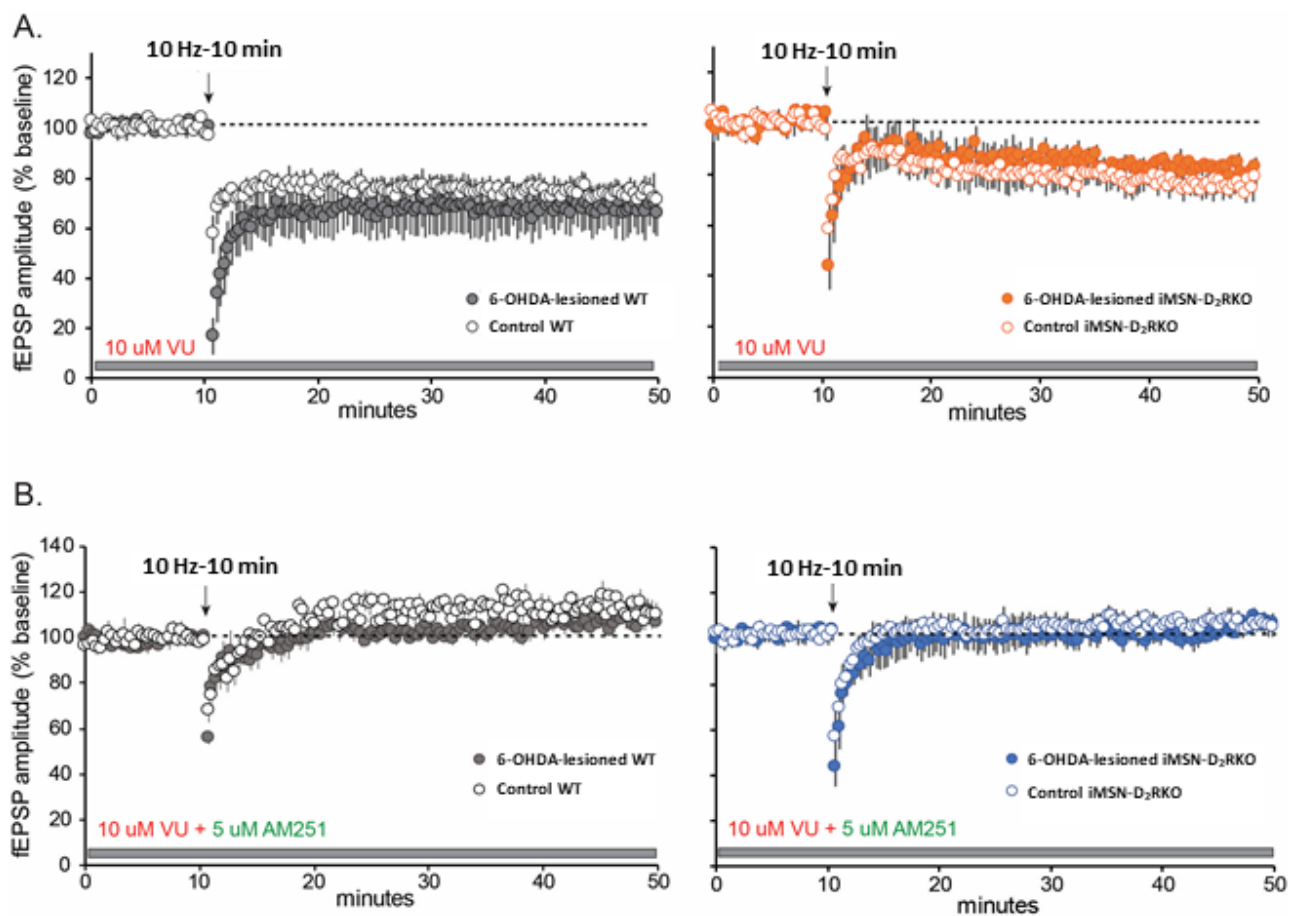 A.
10 Hz-10 min
fEPSP amplitude (% baseline)
120
100
80
60
40
20
0
6-OHDA-lesioned WT
Control WT
10 uM VU
0 10 20 30 40 50
minutes
10 Hz-10 min
6-OHDA-lesioned iMSN-D₂RKO
Control iMSN-D₂RKO
10 uM VU
0 10 20 30 40 50
minutes
B.
10 Hz-10 min
fEPSP amplitude (% baseline)
140
120
100
80
60
40
20
0
6-OHDA-lesioned WT
Control WT
10 uM VU + 5 uM AM251
0 10 20 30 40 50
minutes
10 Hz-10 min
6-OHDA-lesioned iMSN-D₂RKO
Control iMSN-D₂RKO
10 uM VU + 5 uM AM251
0 10 20 30 40 50
minutes